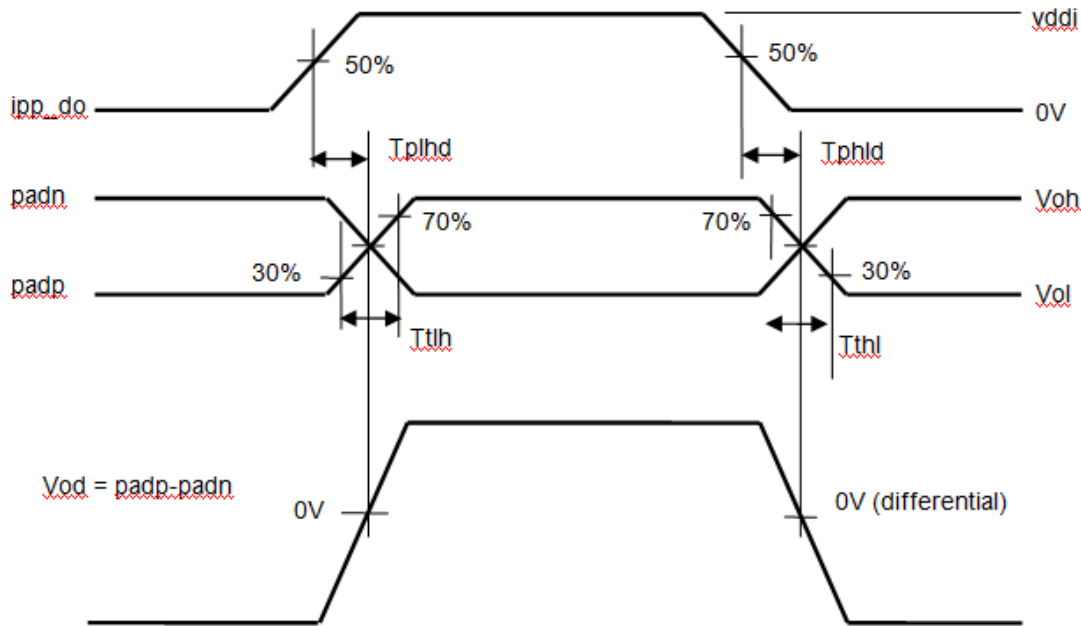 vddi
50%
50%
ipp_do
0V
Tplhd
Tphld
padn
Voh
70%
70%
30%
30%
padp
Vol
Ttlh
Tthl
Vod = padp-padn
0V
0V (differential)